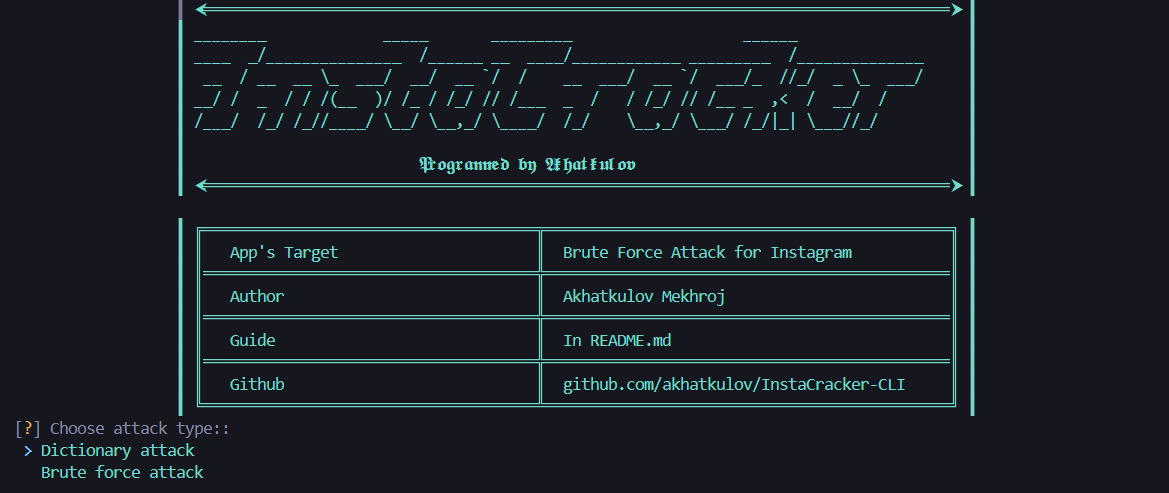 InstaCracker
Programmed by Akhatkulov
App's Target Brute Force Attack for Instagram
Author Akhatkulov Mekhroj
Guide In README.md
Github github.com/akhatkulov/InstaCracker-CLI
[?] Choose attack type::
> Dictionary attack
Brute force attack